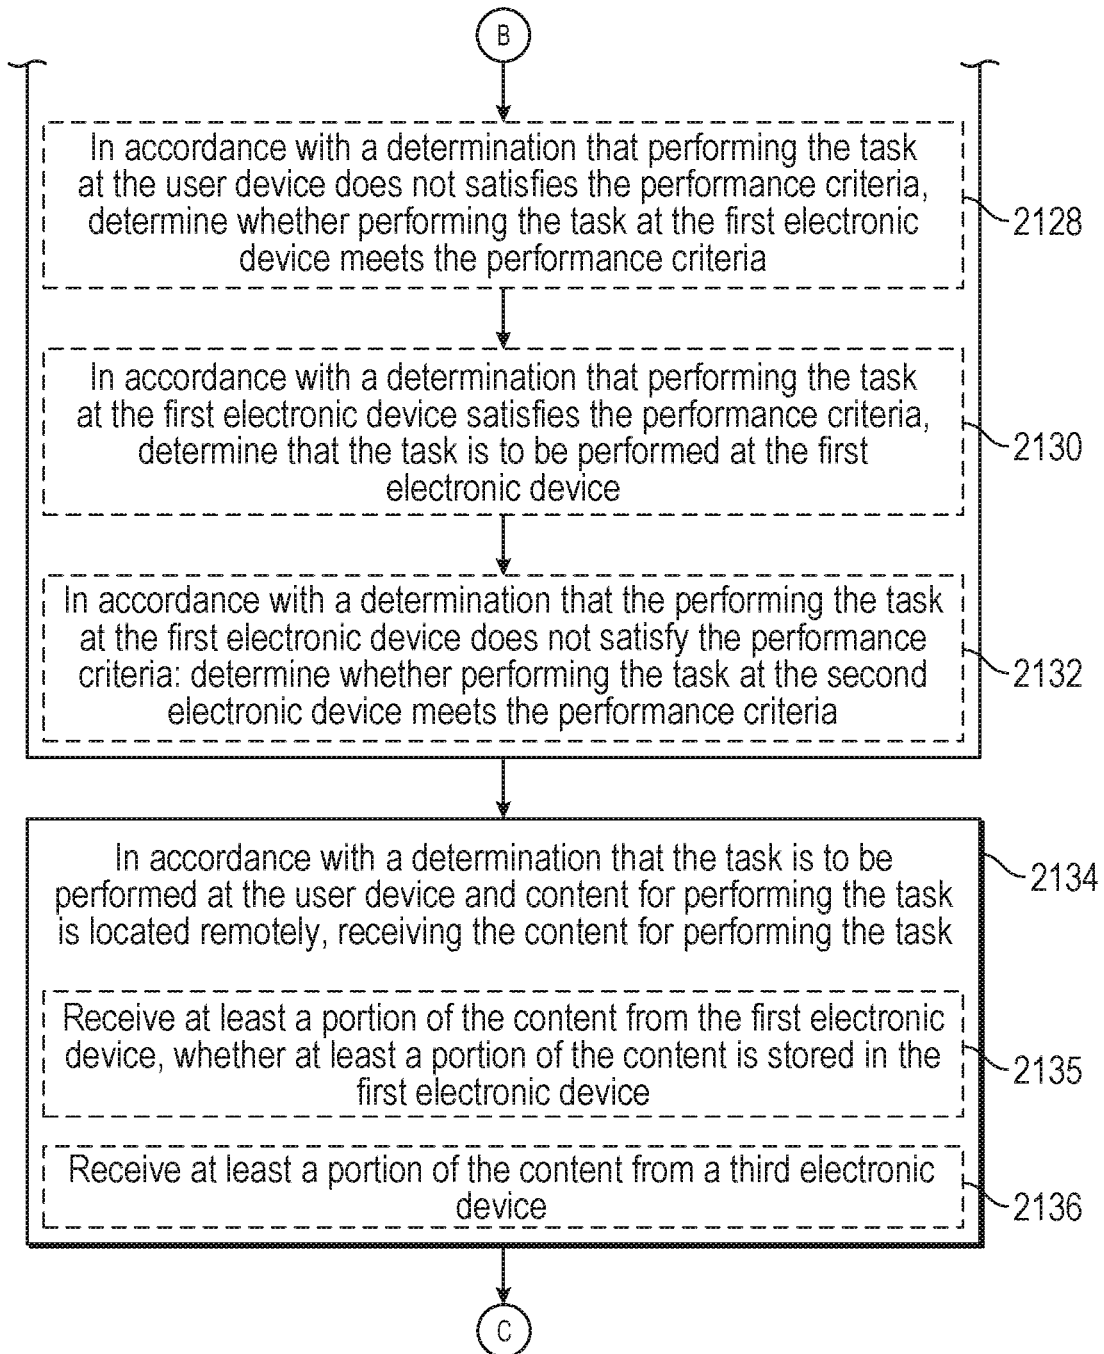 B
In accordance with a determination that performing the task
at the user device does not satisfies the performance criteria,
determine whether performing the task at the first electronic
device meets the performance criteria
2128
In accordance with a determination that performing the task
at the first electronic device satisfies the performance criteria,
determine that the task is to be performed at the first
electronic device
2130
In accordance with a determination that the performing the task
at the first electronic device does not satisfy the performance
criteria: determine whether performing the task at the second
electronic device meets the performance criteria
2132
In accordance with a determination that the task is to be
performed at the user device and content for performing the task
is located remotely, receiving the content for performing the task
2134
Receive at least a portion of the content from the first electronic
device, whether at least a portion of the content is stored in the
first electronic device
2135
Receive at least a portion of the content from a third electronic
device
2136
C